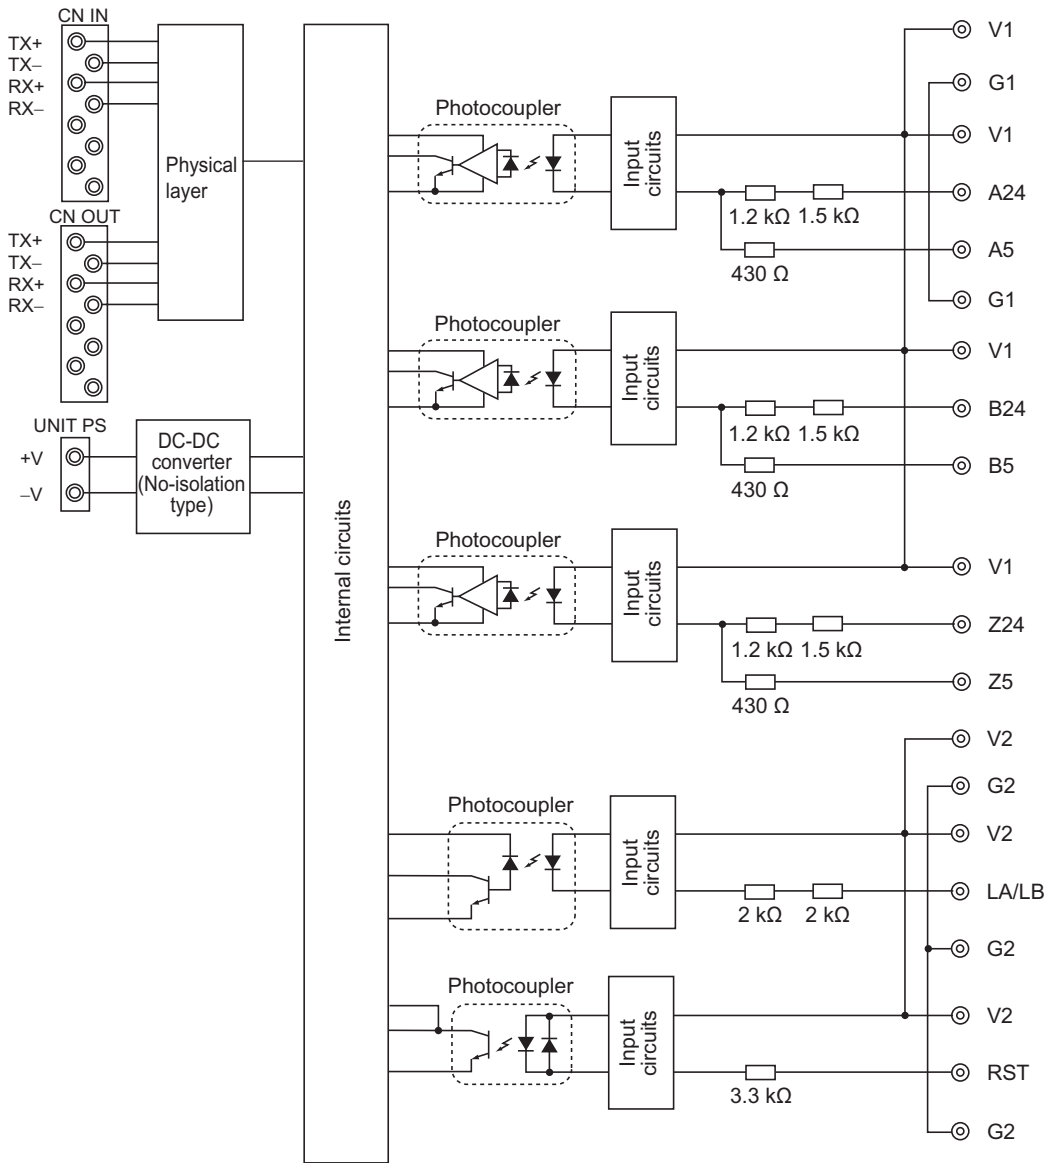 CN IN
TX+
TX−
RX+
RX−
Physical
layer
CN OUT
TX+
TX−
RX+
RX−
UNIT PS
+V
−V
DC-DC
converter
(No-isolation
type)
Internal circuits
Photocoupler
Input
circuits
1.2 kΩ 1.5 kΩ
430 Ω
V1
G1
V1
A24
A5
G1
Photocoupler
Input
circuits
1.2 kΩ 1.5 kΩ
430 Ω
V1
B24
B5
Photocoupler
Input
circuits
1.2 kΩ 1.5 kΩ
430 Ω
V1
Z24
Z5
V2
G2
Photocoupler
Input
circuits
2 kΩ 2 kΩ
V2
LA/LB
G2
Photocoupler
Input
circuits
3.3 kΩ
V2
RST
G2